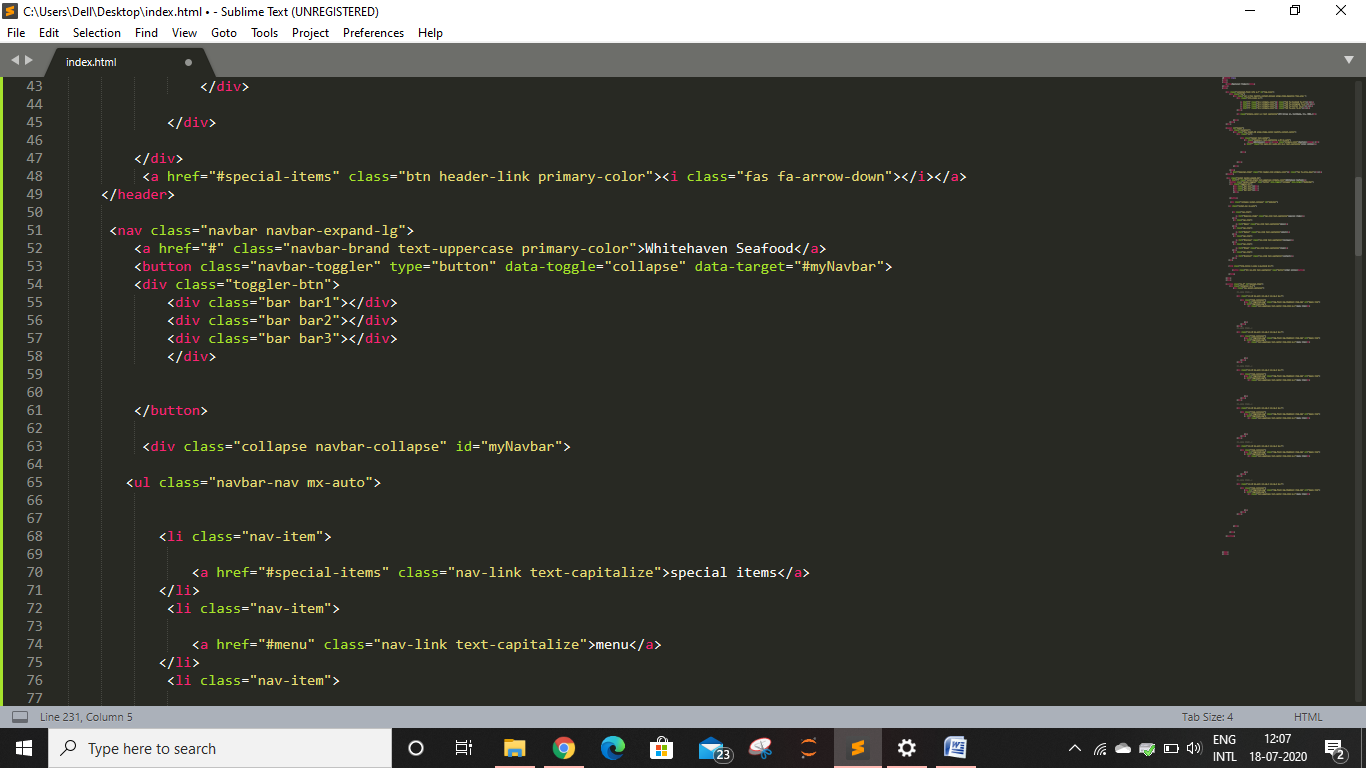 C:\Users\Dell\Desktop\index.html • - Sublime Text (UNREGISTERED)
File Edit Selection Find View Goto Tools Project Preferences Help
index.html
43 </div>
44
45 </div>
46
47 </div>
48 <a href="#special-items" class="btn header-link primary-color"><i class="fas fa-arrow-down"></i></a>
49 </header>
50
51 <nav class="navbar navbar-expand-lg">
52 <a href="#" class="navbar-brand text-uppercase primary-color">Whitehaven Seafood</a>
53 <button class="navbar-toggler" type="button" data-toggle="collapse" data-target="#myNavbar">
54 <div class="toggler-btn">
55 <div class="bar bar1"></div>
56 <div class="bar bar2"></div>
57 <div class="bar bar3"></div>
58 </div>
59
60
61 </button>
62
63 <div class="collapse navbar-collapse" id="myNavbar">
64
65 <ul class="navbar-nav mx-auto">
66
67
68 <li class="nav-item">
69
70 <a href="#special-items" class="nav-link text-capitalize">special items</a>
71 </li>
72 <li class="nav-item">
73
74 <a href="#menu" class="nav-link text-capitalize">menu</a>
75 </li>
76 <li class="nav-item">
77
Line 231, Column 5 Tab Size: 4 HTML
Type here to search 23 ENG 12:07
INTL 18-07-2020 2